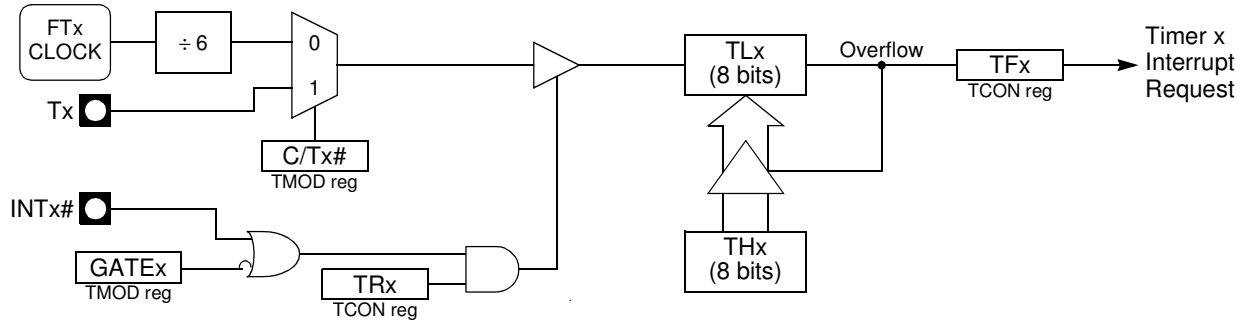 FTx
CLOCK
÷ 6
0
1
Tx
C/Tx#
TMOD reg
TLx
(8 bits)
Overflow
TFx
TCON reg
Timer x
Interrupt
Request
INTx#
GATEx
TMOD reg
TRx
TCON reg
THx
(8 bits)